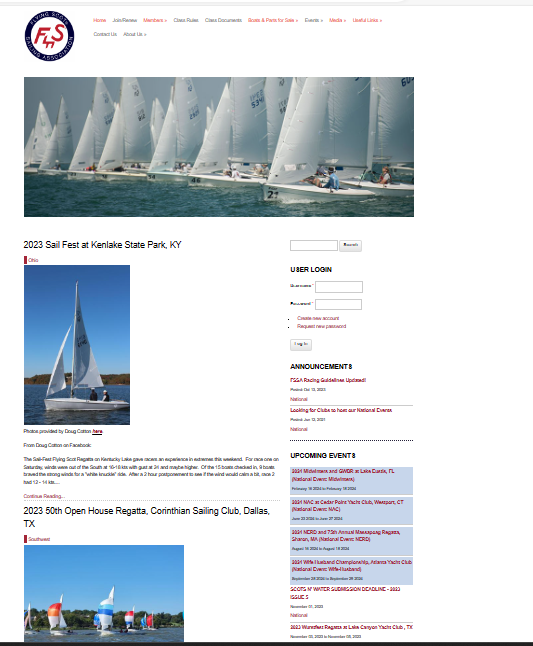 FLYING SCOT
FS
SAILING ASSOCIATION
Home Join/Renew Members » Class Rules Class Documents Boats & Parts for Sale » Events » Media » Useful Links »
Contact Us About Us »
2023 Sail Fest at Kenlake State Park, KY
Ohio
Photos provided by Doug Cotton here.
From Doug Cotton on Facebook:
The Sail-Fest Flying Scot Regatta on Kentucky Lake gave racers an experience in extremes this weekend. For race one on
Saturday, winds were out of the South at 16-18 kts with gust at 24 and maybe higher. Of the 15 boats checked in, 9 boats
braved the strong winds for a "white knuckle" ride. After a 2 hour postponement to see if the wind would calm a bit, race 2
had 12 - 14 kts....
Continue Reading...
2023 50th Open House Regatta, Corinthian Sailing Club, Dallas,
TX
Southwest
Search
USER LOGIN
Username *
Password *
Create new account
Request new password
Log in
ANNOUNCEMENTS
FSSA Racing Guidelines Updated!
Posted: Oct 13, 2023
National
Looking for Clubs to host our National Events
Posted: Jun 13, 2021
National
UPCOMING EVENTS
2024 Midwinters and GWOR at Lake Eustis, FL
(National Event: Midwinters)
February 2024 to February 18 2024
2024 NAC at Cedar Point Yacht Club, Westport, CT
(National Event: NAC)
June 23 2024 to June 27 2024
2024 NERD and 75th Annual Massapoag Regatta,
Sharon, MA (National Event: NERD)
August 16 2024 to August 18 2024
2024 Wife Husband Championship, Atlanta Yacht Club
(National Event: Wife-Husband)
September 28 2024 to September 29 2024
SCOTS N' WATER SUBMISSION DEADLINE - 2023
ISSUE 5
November 01, 2023
National
2023 Wurstfest Regatta at Lake Canyon Yacht Club, TX
November 03, 2023 to November 05, 2023